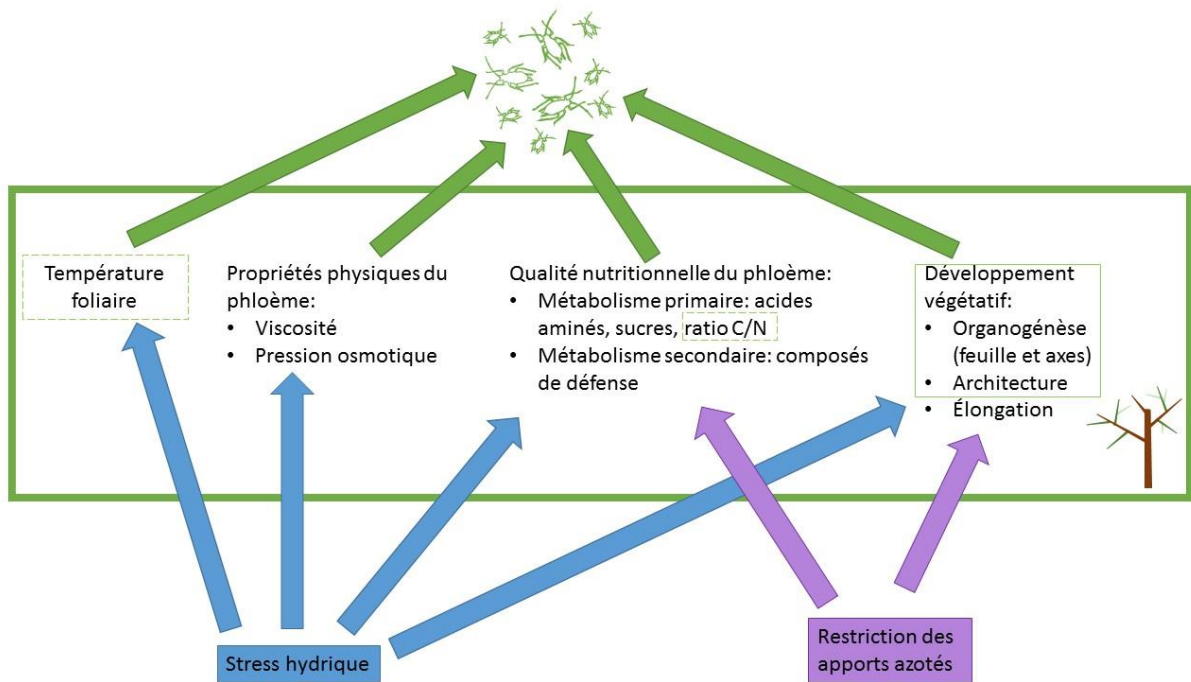 Température
foliaire
Propriétés physiques du
phloème:
• Viscosité
• Pression osmotique
Qualité nutritionnelle du phloème:
• Métabolisme primaire: acides
aminés, sucres, ratio C/N
• Métabolisme secondaire: composés
de défense
Développement
végétatif:
• Organogénèse
(feuille et axes)
• Architecture
• Élongation
Stress hydrique
Restriction des
apports azotés